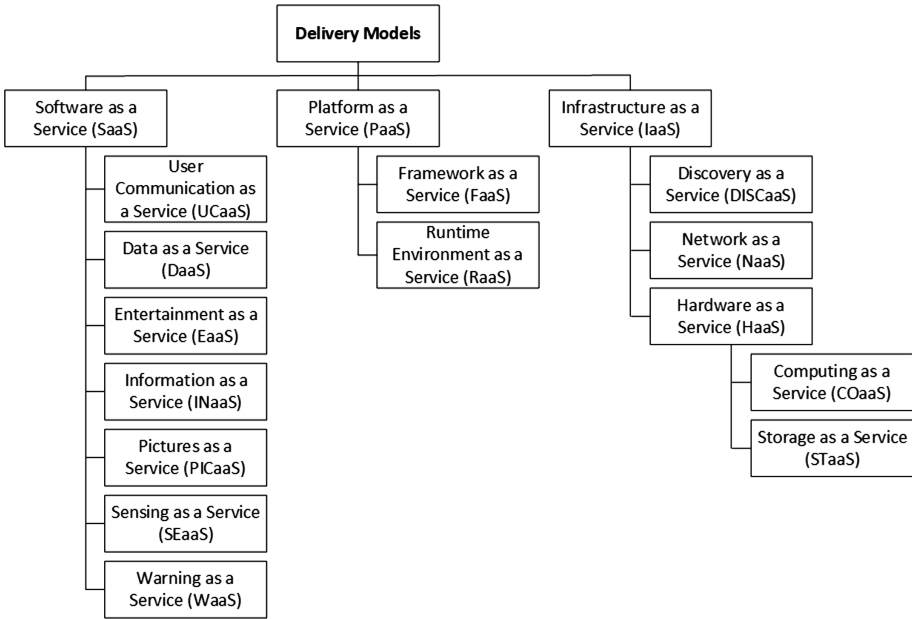 Delivery Models
Software as a
Service (SaaS)
User
Communication as
a Service (UCaaS)
Data as a Service
(DaaS)
Entertainment as a
Service (EaaS)
Information as a
Service (INaaS)
Pictures as a
Service (PICaaS)
Sensing as a Service
(SEaaS)
Warning as a
Service (WaaS)
Platform as a
Service (PaaS)
Framework as a
Service (FaaS)
Runtime
Environment as a
Service (RaaS)
Infrastructure as a
Service (IaaS)
Discovery as a
Service (DISCaaS)
Network as a
Service (NaaS)
Hardware as a
Service (HaaS)
Computing as a
Service (COaaS)
Storage as a Service
(STaaS)